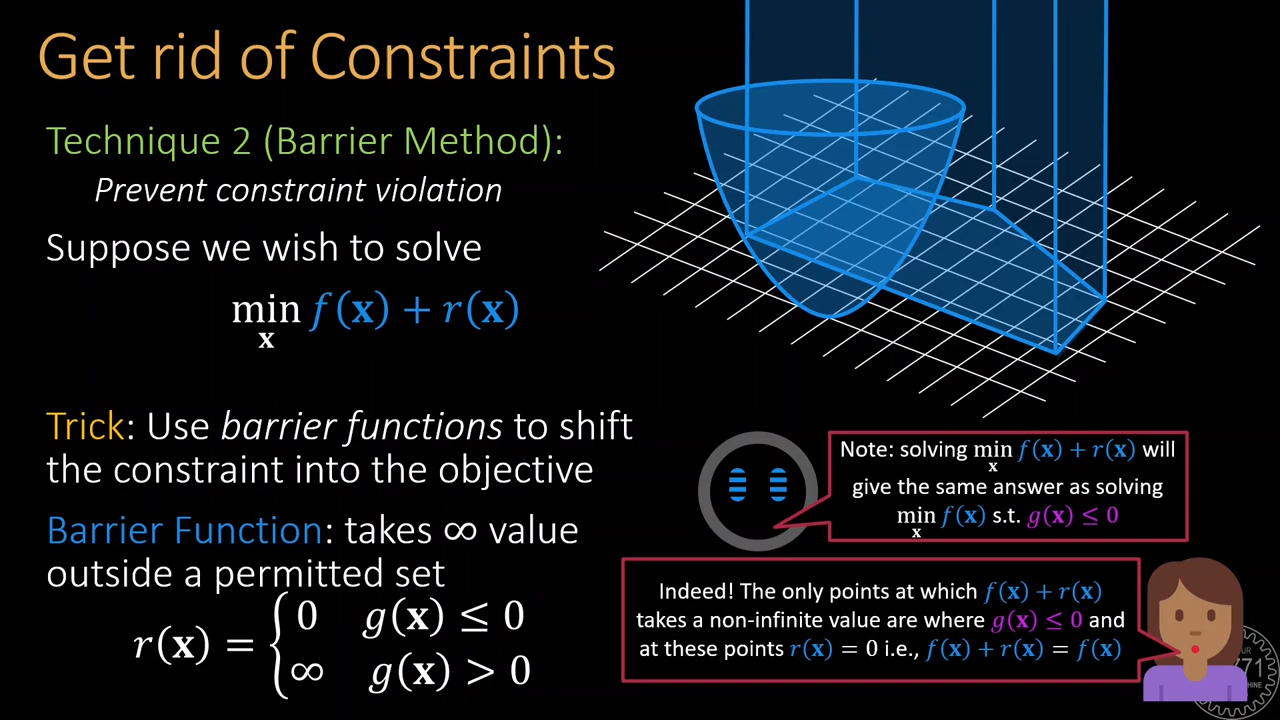 Get rid of Constraints
Technique 2 (Barrier Method):
Prevent constraint violation
Suppose we wish to solve
min f(x) + r(x)
x
Trick: Use barrier functions to shift
the constraint into the objective
Barrier Function: takes ∞ value
outside a permitted set
r(x) = { 0 g(x) ≤ 0
∞ g(x) > 0
Note: solving min f(x) + r(x) will
x
give the same answer as solving
min f(x) s.t. g(x) ≤ 0
x
Indeed! The only points at which f(x) + r(x)
takes a non-infinite value are where g(x) ≤ 0 and
at these points r(x) = 0 i.e., f(x) + r(x) = f(x)
771